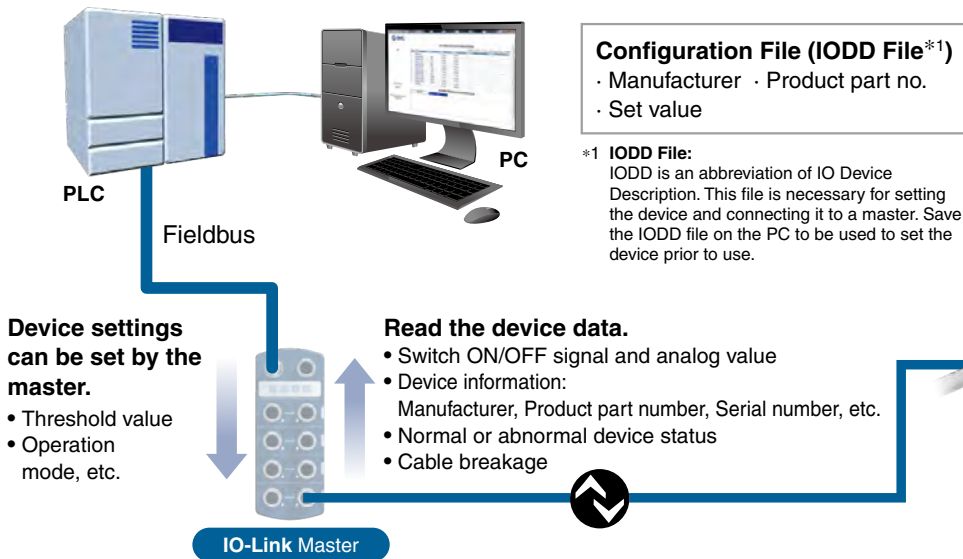 Configuration File (IODD File*1)
· Manufacturer · Product part no.
· Set value
PC
PLC
*1 IODD File:
IODD is an abbreviation of IO Device
Description. This file is necessary for setting
the device and connecting it to a master. Save
the IODD file on the PC to be used to set the
device prior to use.
Fieldbus
Device settings
can be set by the
master.
• Threshold value
• Operation
mode, etc.
Read the device data.
• Switch ON/OFF signal and analog value
• Device information:
Manufacturer, Product part number, Serial number, etc.
• Normal or abnormal device status
• Cable breakage
IO-Link Master